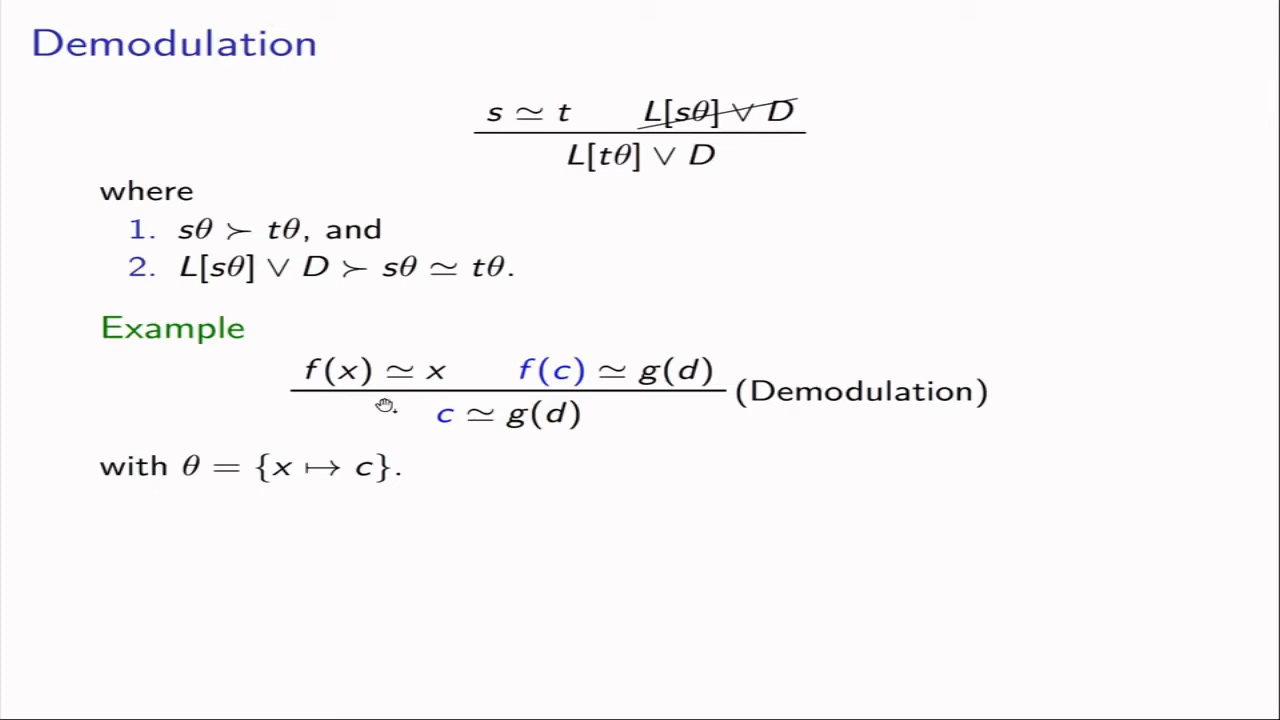 Demodulation
s ≃ t L[sθ] ∨ D
L[tθ] ∨ D
where
1. sθ ≻ tθ, and
2. L[sθ] ∨ D ≻ sθ ≃ tθ.
Example
f(x) ≃ x f(c) ≃ g(d)
(Demodulation)
c ≃ g(d)
with θ = {x ↦ c}.